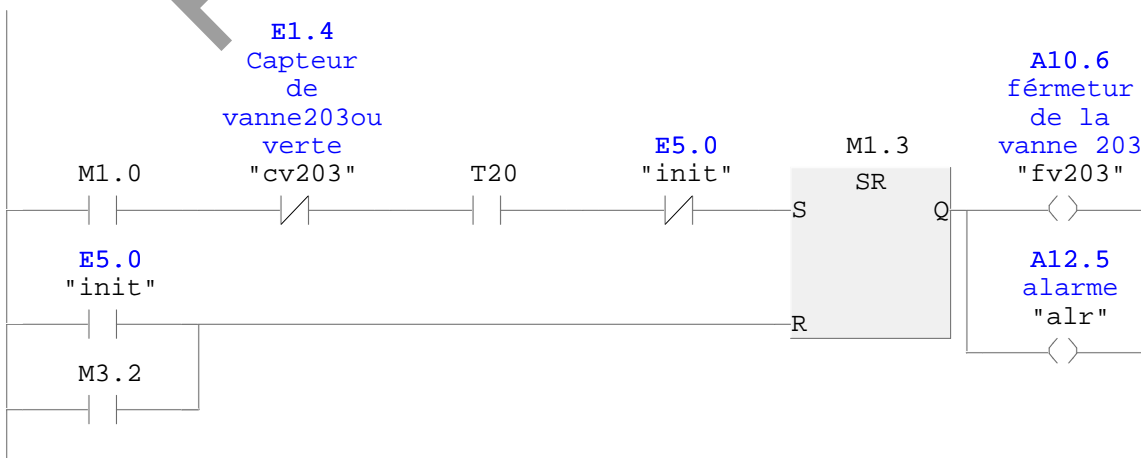 E1.4
Capteur
de
vanne203ou
verte
"cv203"
A10.6
férmetur
de la
vanne 203
"fv203"
M1.0
T20
E5.0
"init"
M1.3
SR
S
Q
E5.0
"init"
R
A12.5
alarme
"alr"
M3.2